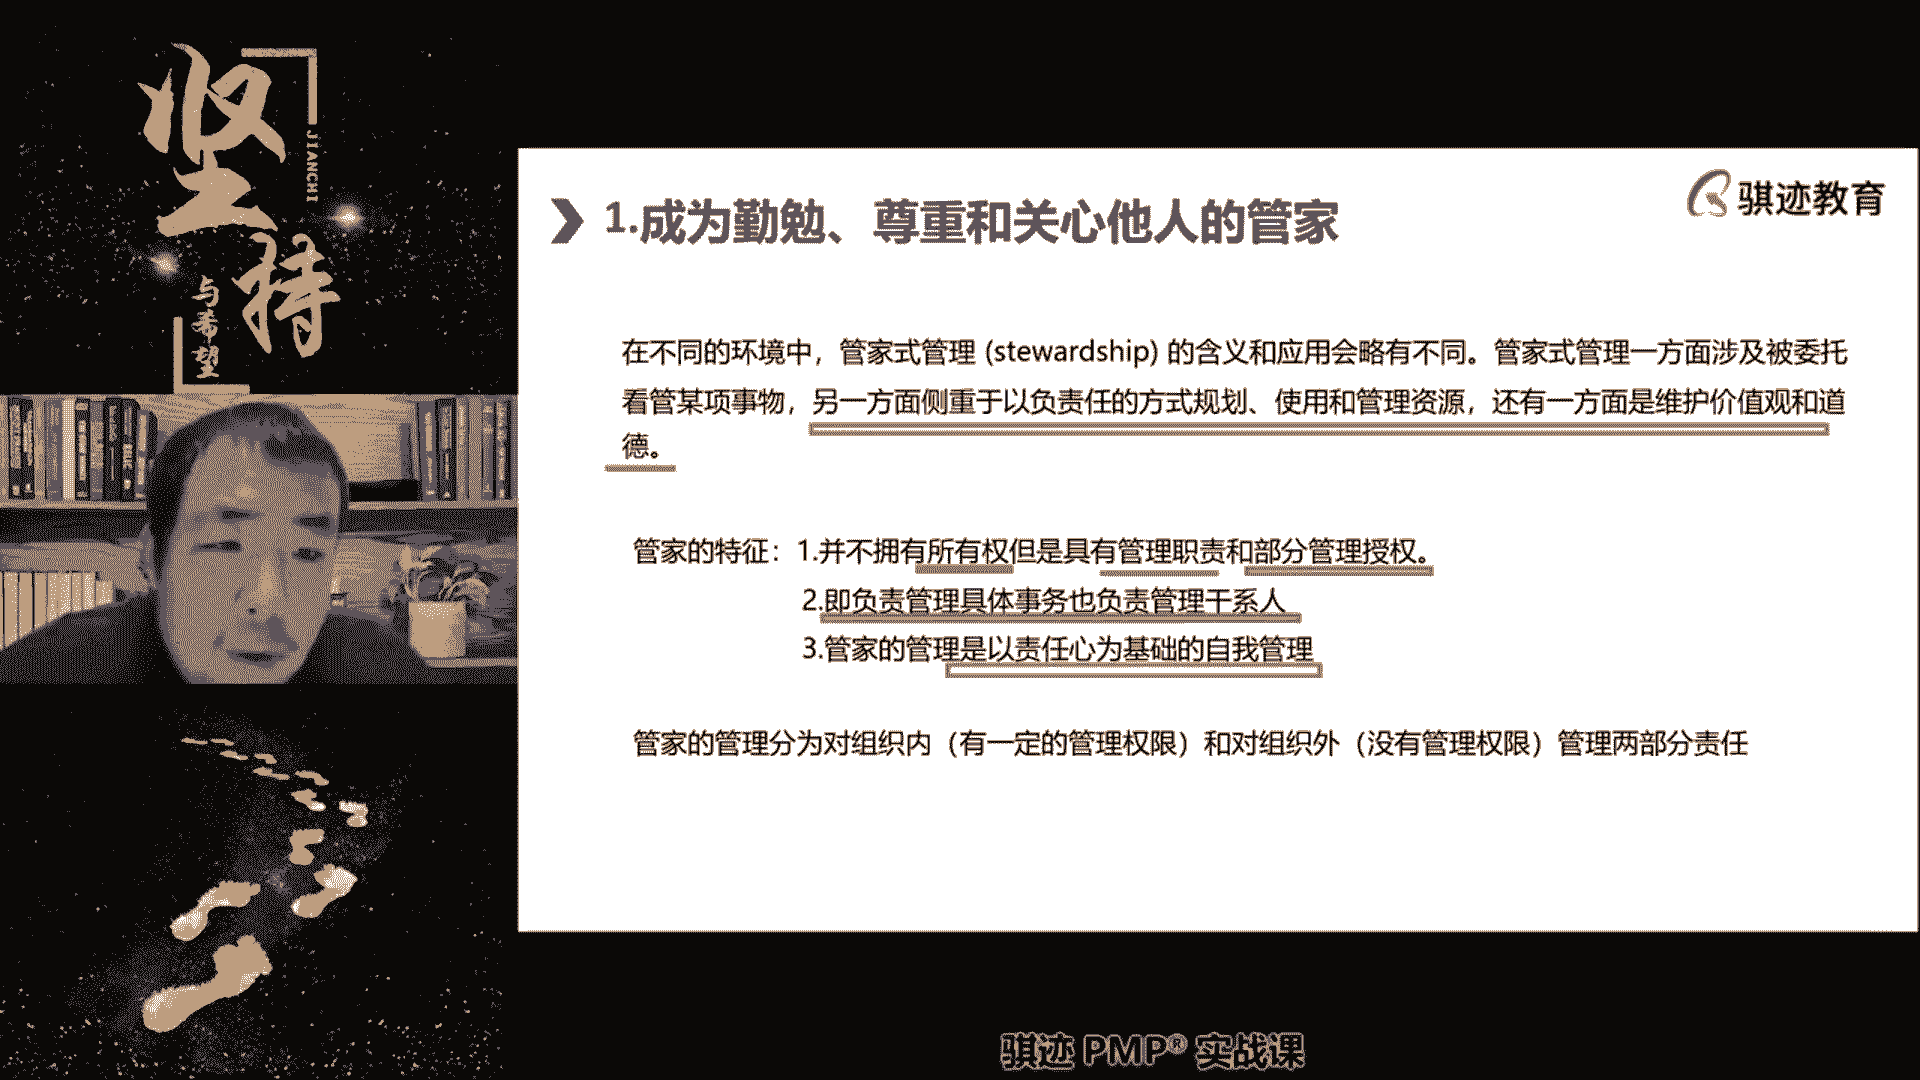 坚持
JIANCHI
与希望
骐迹教育
1.成为勤勉、尊重和关心他人的管家
在不同的环境中，管家式管理 (stewardship) 的含义和应用会略有不同。管家式管理一方面涉及被委托
看管某项事物，另一方面侧重于以负责任的方式规划、使用和管理资源，还有一方面是维护价值观和道
德。
管家的特征：1.并不拥有所有权但是具有管理职责和部分管理授权。
2.即负责管理具体事务也负责管理干系人
3.管家的管理是以责任心为基础的自我管理
管家的管理分为对组织内（有一定的管理权限）和对组织外（没有管理权限）管理两部分责任
骐迹 PMP® 实战课